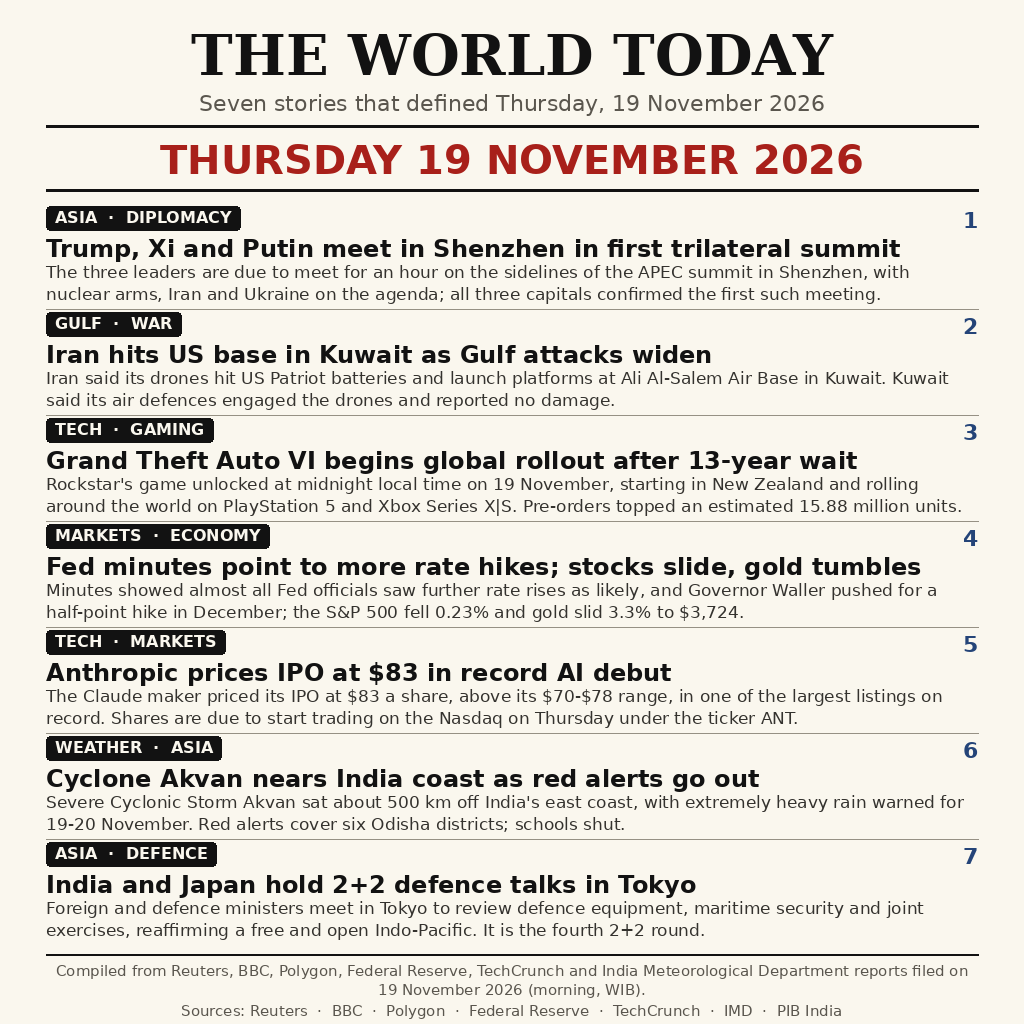 THE WORLD TODAY
Seven stories that defined Thursday, 19 November 2026
THURSDAY 19 NOVEMBER 2026
ASIA · DIPLOMACY
1
Trump, Xi and Putin meet in Shenzhen in first trilateral summit
The three leaders are due to meet for an hour on the sidelines of the APEC summit in Shenzhen, with
nuclear arms, Iran and Ukraine on the agenda; all three capitals confirmed the first such meeting.
GULF · WAR
2
Iran hits US base in Kuwait as Gulf attacks widen
Iran said its drones hit US Patriot batteries and launch platforms at Ali Al-Salem Air Base in Kuwait. Kuwait
said its air defences engaged the drones and reported no damage.
TECH · GAMING
3
Grand Theft Auto VI begins global rollout after 13-year wait
Rockstar's game unlocked at midnight local time on 19 November, starting in New Zealand and rolling
around the world on PlayStation 5 and Xbox Series X|S. Pre-orders topped an estimated 15.88 million units.
MARKETS · ECONOMY
4
Fed minutes point to more rate hikes; stocks slide, gold tumbles
Minutes showed almost all Fed officials saw further rate rises as likely, and Governor Waller pushed for a
half-point hike in December; the S&P 500 fell 0.23% and gold slid 3.3% to $3,724.
TECH · MARKETS
5
Anthropic prices IPO at $83 in record AI debut
The Claude maker priced its IPO at $83 a share, above its $70-$78 range, in one of the largest listings on
record. Shares are due to start trading on the Nasdaq on Thursday under the ticker ANT.
WEATHER · ASIA
6
Cyclone Akvan nears India coast as red alerts go out
Severe Cyclonic Storm Akvan sat about 500 km off India's east coast, with extremely heavy rain warned for
19-20 November. Red alerts cover six Odisha districts; schools shut.
ASIA · DEFENCE
7
India and Japan hold 2+2 defence talks in Tokyo
Foreign and defence ministers meet in Tokyo to review defence equipment, maritime security and joint
exercises, reaffirming a free and open Indo-Pacific. It is the fourth 2+2 round.
Compiled from Reuters, BBC, Polygon, Federal Reserve, TechCrunch and India Meteorological Department reports filed on
19 November 2026 (morning, WIB).
Sources: Reuters · BBC · Polygon · Federal Reserve · TechCrunch · IMD · PIB India